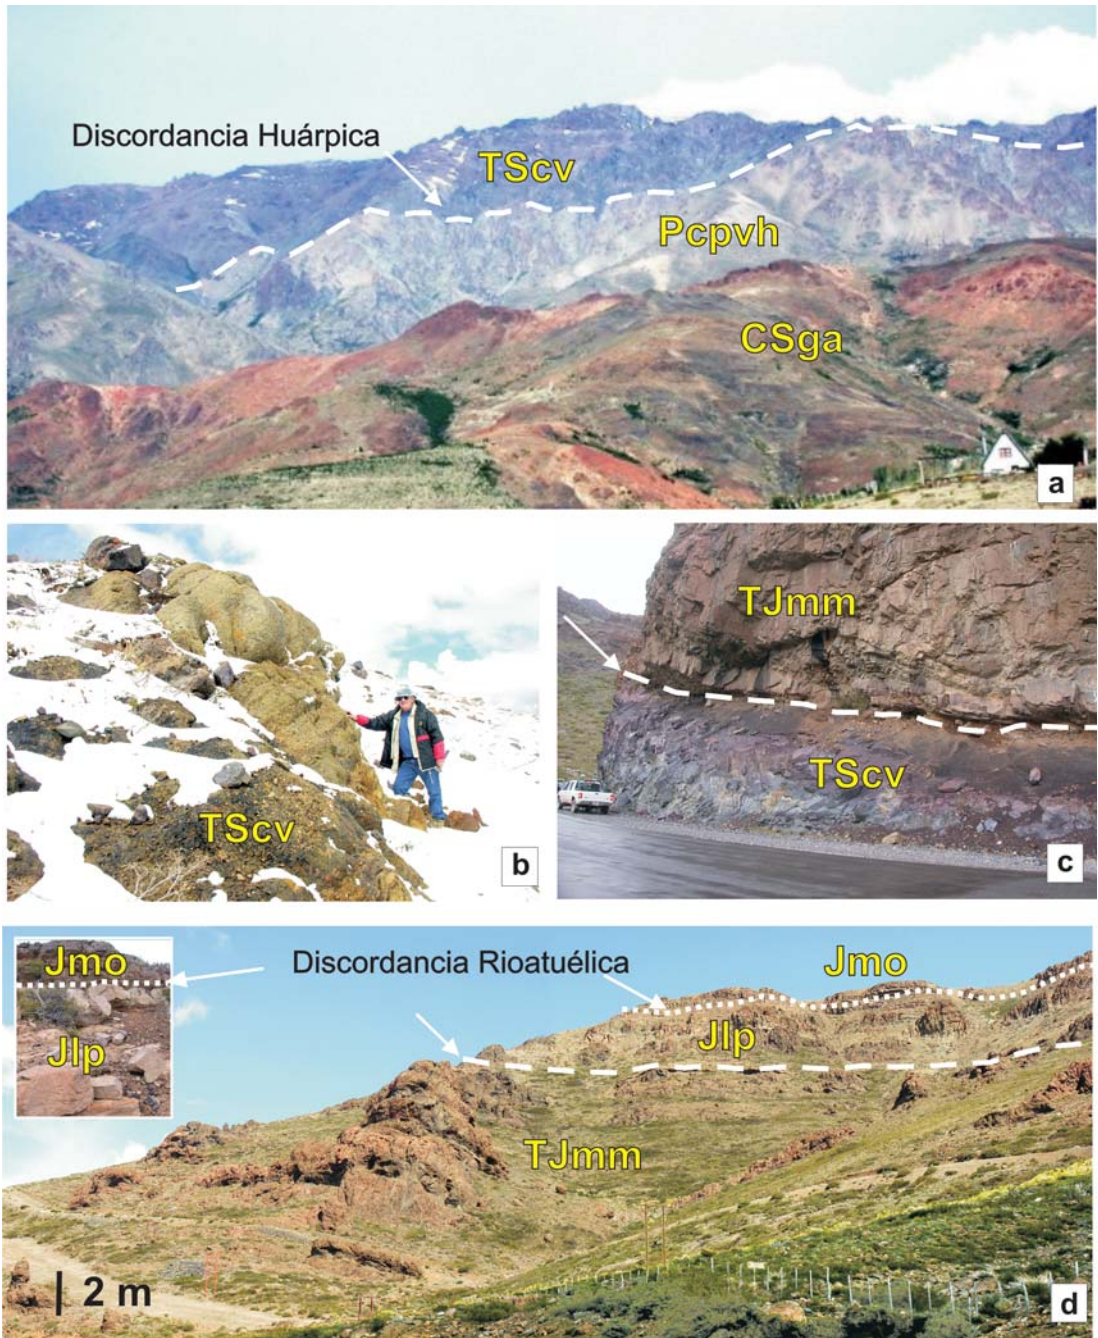 Discordancia Huárpica
TScv
Pcpvh
CSga
a
TScv
b
TJmm
TScv
c
Jmo
Jlp
Discordancia Rioatuélica
Jmo
Jlp
TJmm
2 m
d